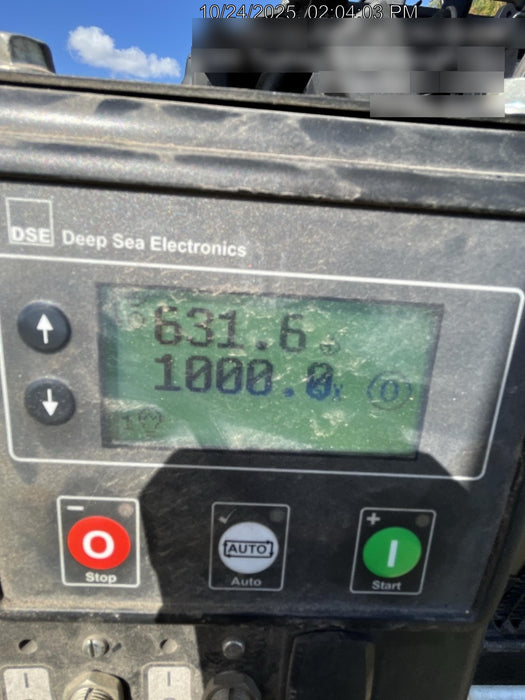 10/24/2025, 02:04:03 PM
DSE Deep Sea Electronics
631.6
1000.0
Stop
AUTO
Auto
Start